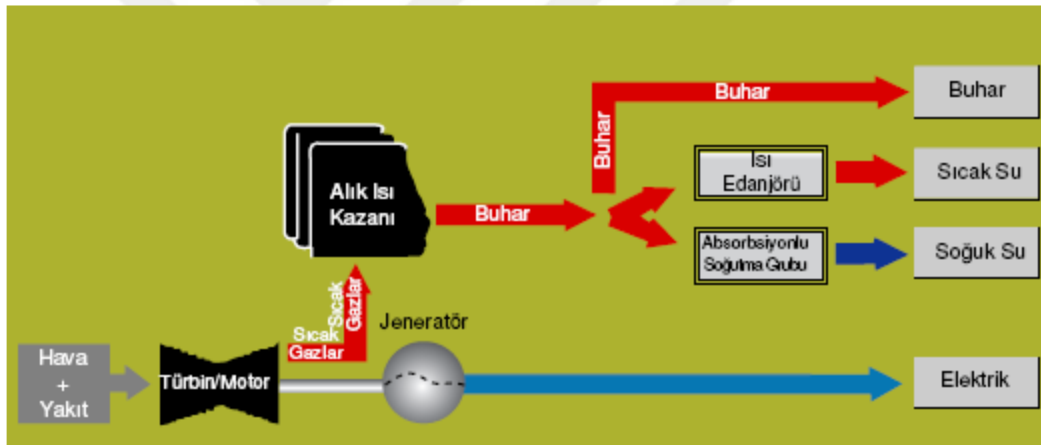 Buhar
Buhar
Buhar
Isı
Edanjörü
Sıcak Su
Alık Isı
Kazanı
Buhar
Absorbsiyonlu
Soğutma Grubu
Soğuk Su
Sıcak
Gazlar
Sıcak
Gazlar
Jeneratör
Hava
+
Yakıt
Türbin/Motor
Elektrik